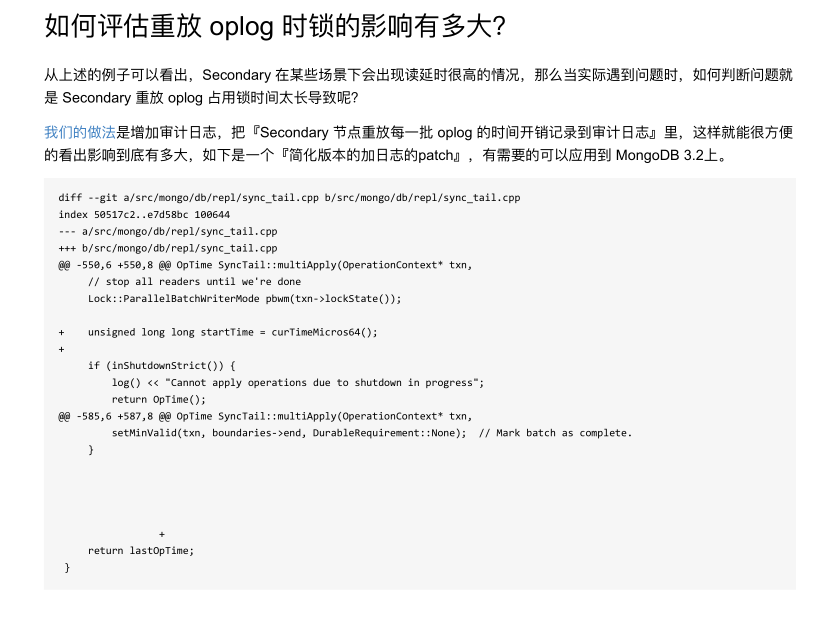 如何评估重放 oplog 时锁的影响有多大?
从上述的例子可以看出，Secondary 在某些场景下会出现读延时很高的情况，那么当实际遇到问题时，如何判断问题就
是 Secondary 重放 oplog 占用锁时间太长导致呢?
我们的做法是增加审计日志，把『Secondary 节点重放每一批 oplog 的时间开销记录到审计日志』里，这样就能很方便
的看出影响到底有多大，如下是一个『简化版本的加日志的patch』，有需要的可以应用到 MongoDB 3.2上。
diff --git a/src/mongo/db/repl/sync_tail.cpp b/src/mongo/db/repl/sync_tail.cpp
index 50517c2..e7d58bc 100644
--- a/src/mongo/db/repl/sync_tail.cpp
+++ b/src/mongo/db/repl/sync_tail.cpp
@@ -550,6 +550,8 @@ OpTime SyncTail::multiApply(OperationContext* txn,
     // stop all readers until we're done
     Lock::ParallelBatchWriterMode pbwm(txn->lockState());
+    unsigned long long startTime = curTimeMicros64();
+
     if (inShutdownStrict()) {
         log() << "Cannot apply operations due to shutdown in progress";
         return OpTime();
@@ -585,6 +587,8 @@ OpTime SyncTail::multiApply(OperationContext* txn,
         setMinValid(txn, boundaries->end, DurableRequirement::None);  // Mark batch as complete.
     }
+
     return lastOpTime;
 }